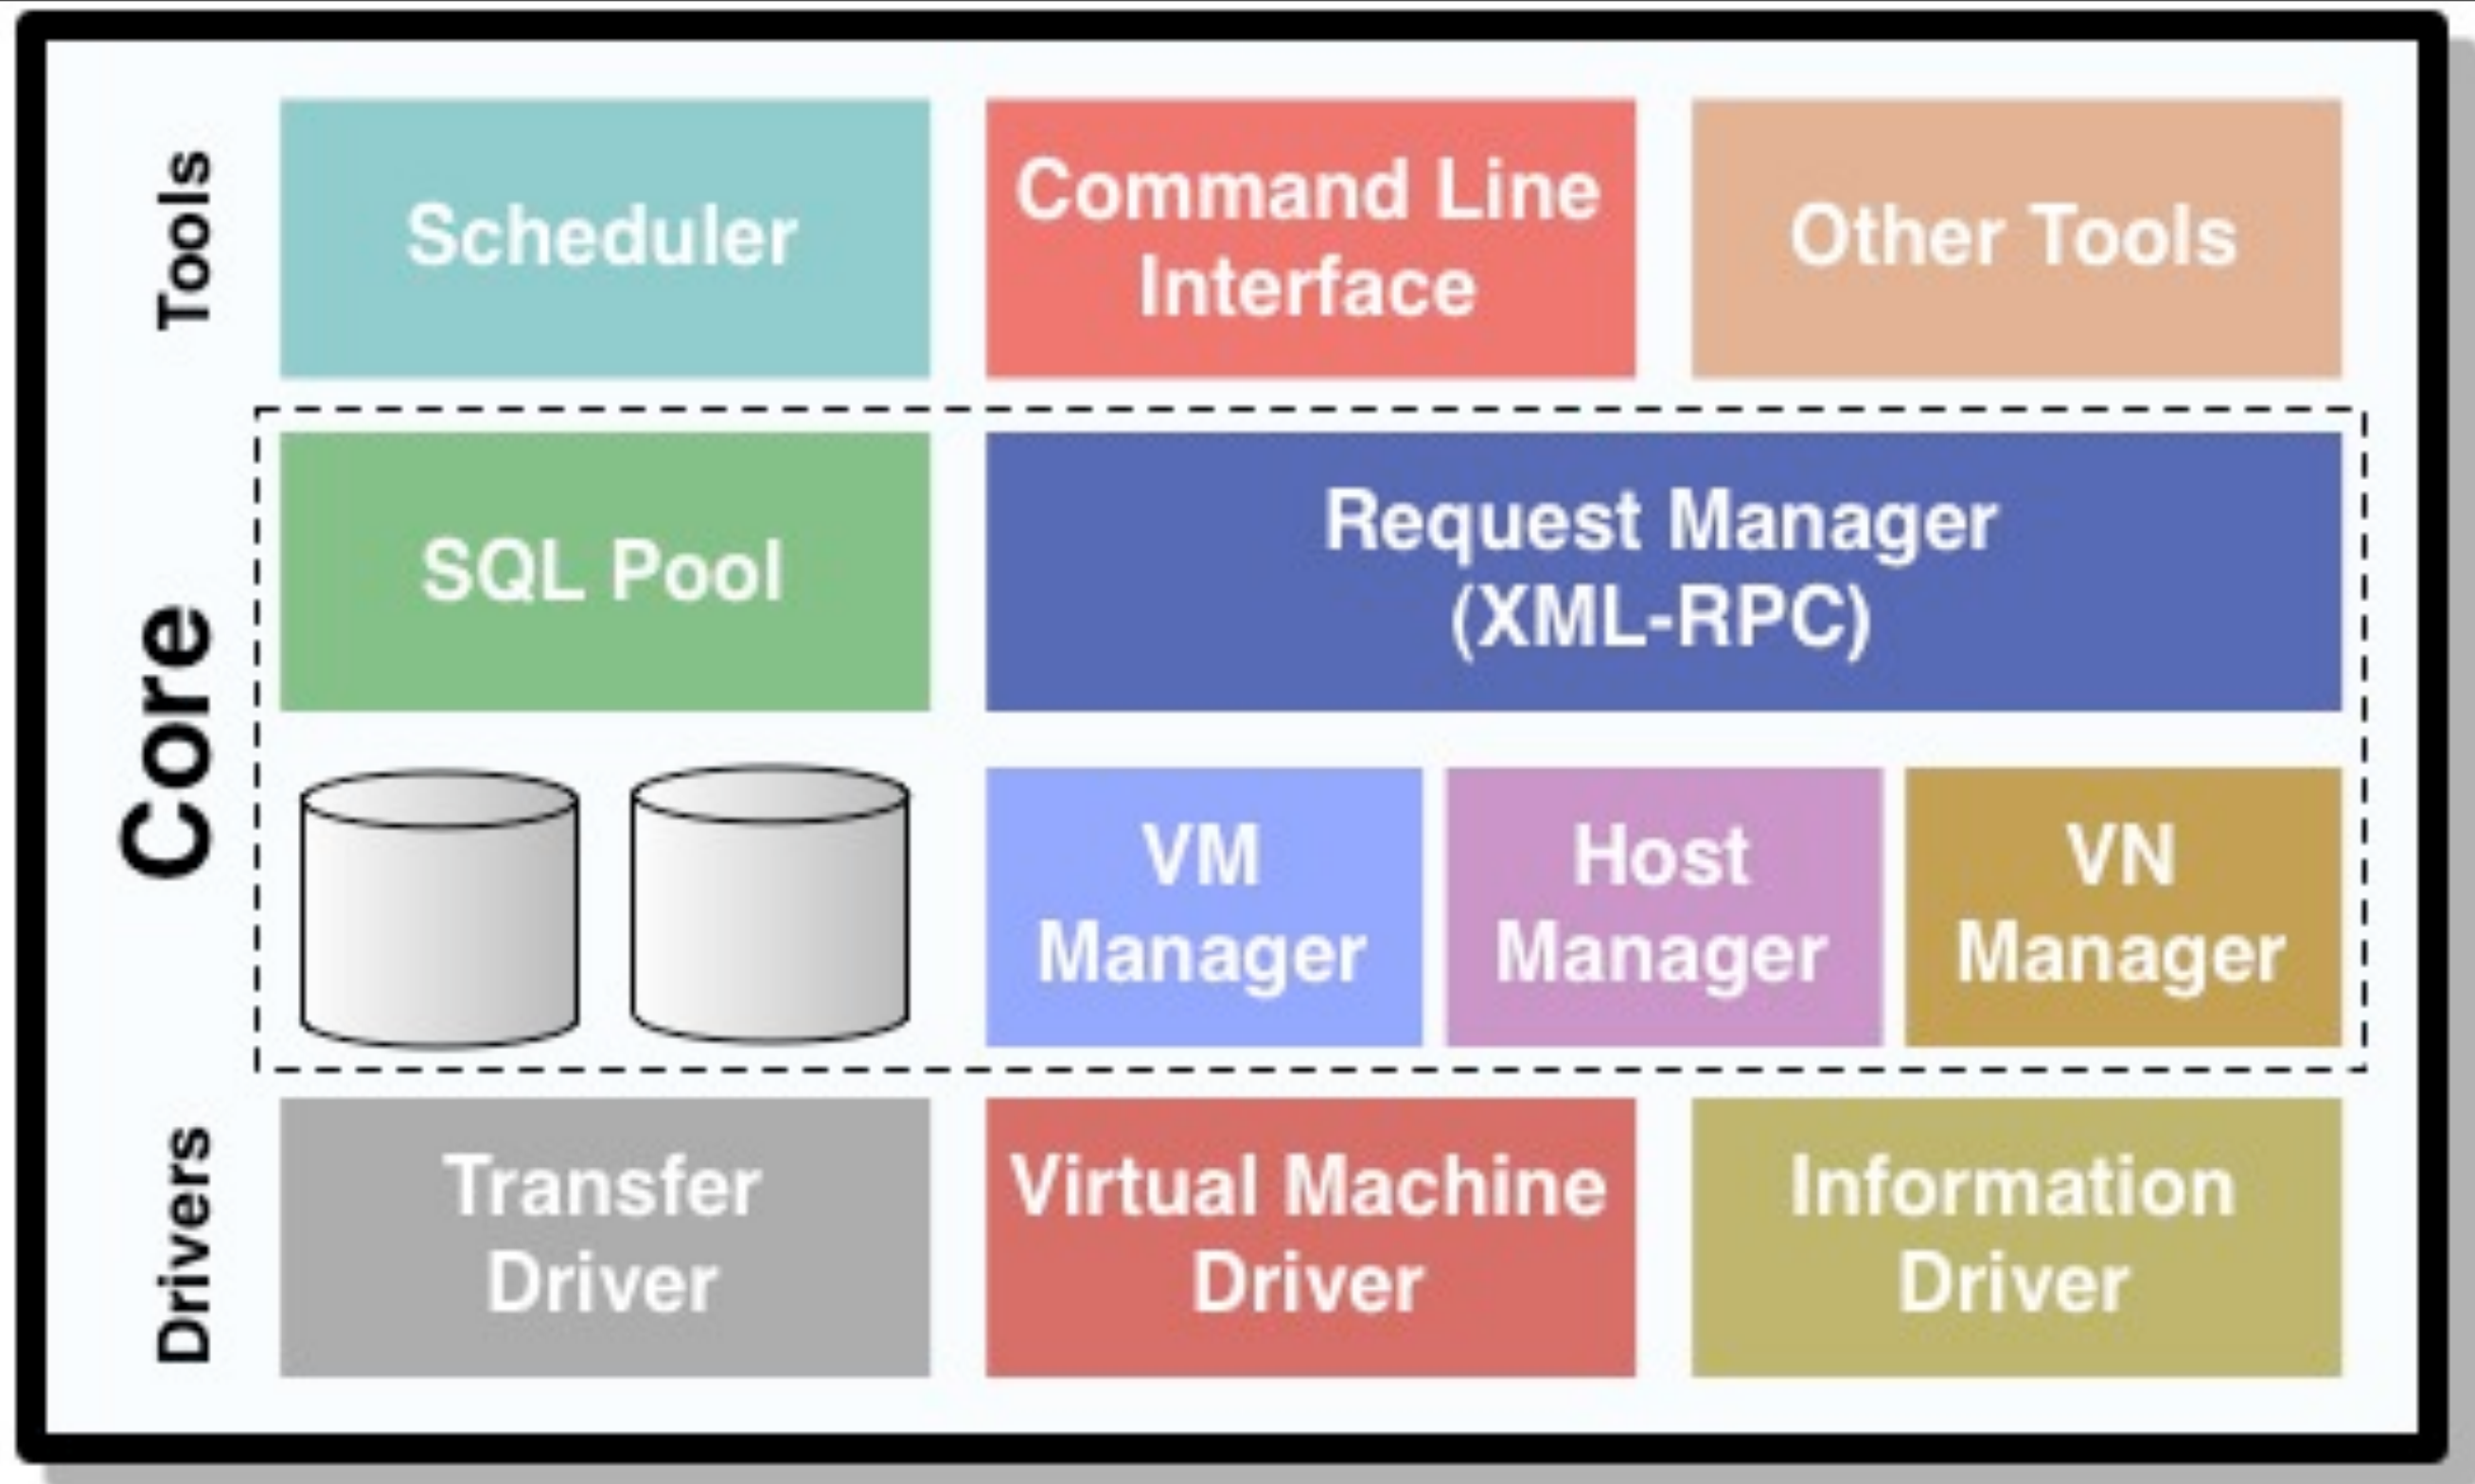 Tools
Scheduler
Command Line
Interface
Other Tools
Core
SQL Pool
Request Manager
(XML-RPC)
VM
Manager
Host
Manager
VN
Manager
Drivers
Transfer
Driver
Virtual Machine
Driver
Information
Driver